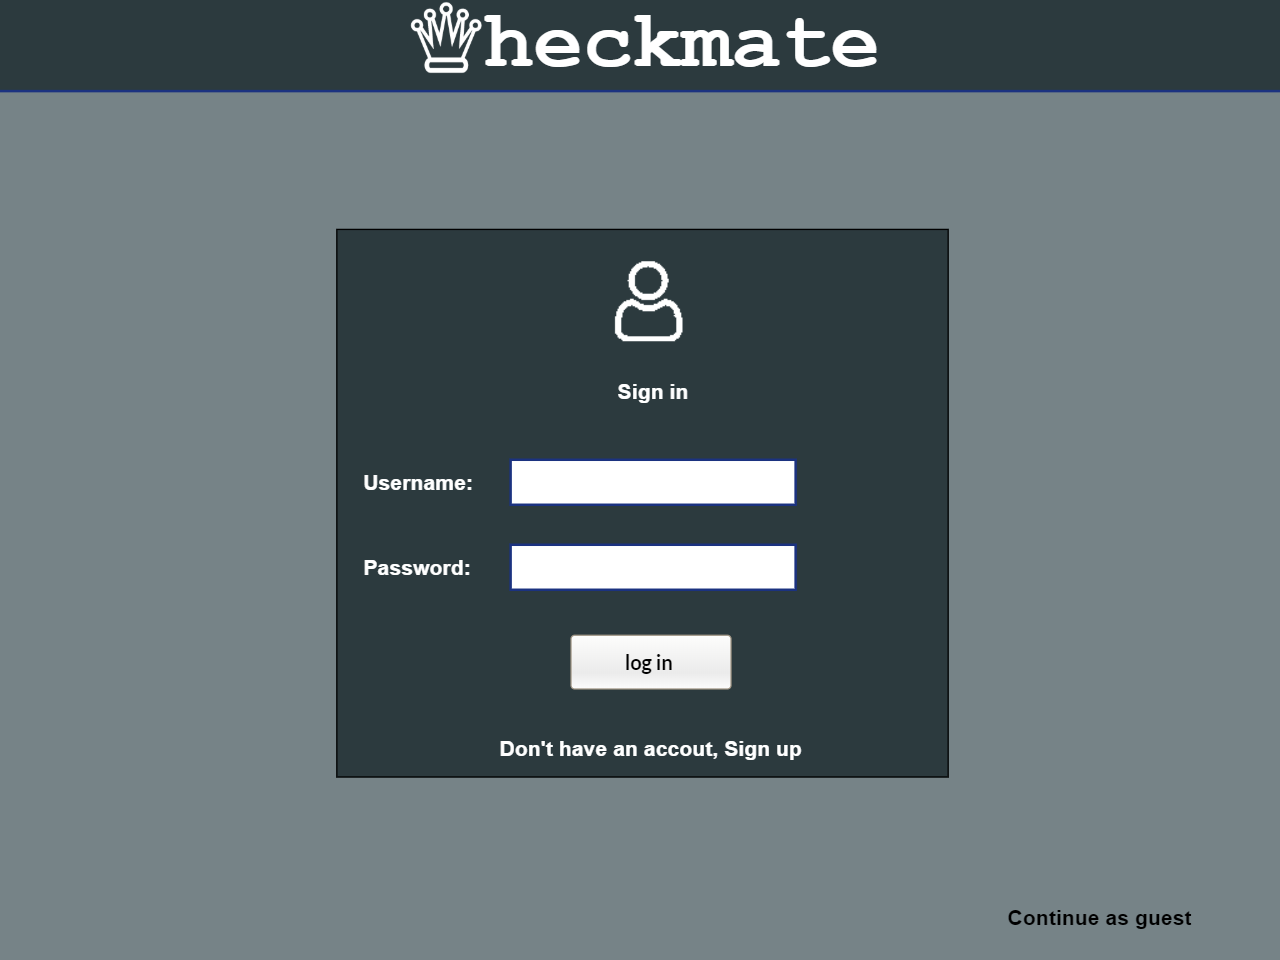 heckmate
Sign in
Username:
Password:
log in
Don't have an accout, Sign up
Continue as guest